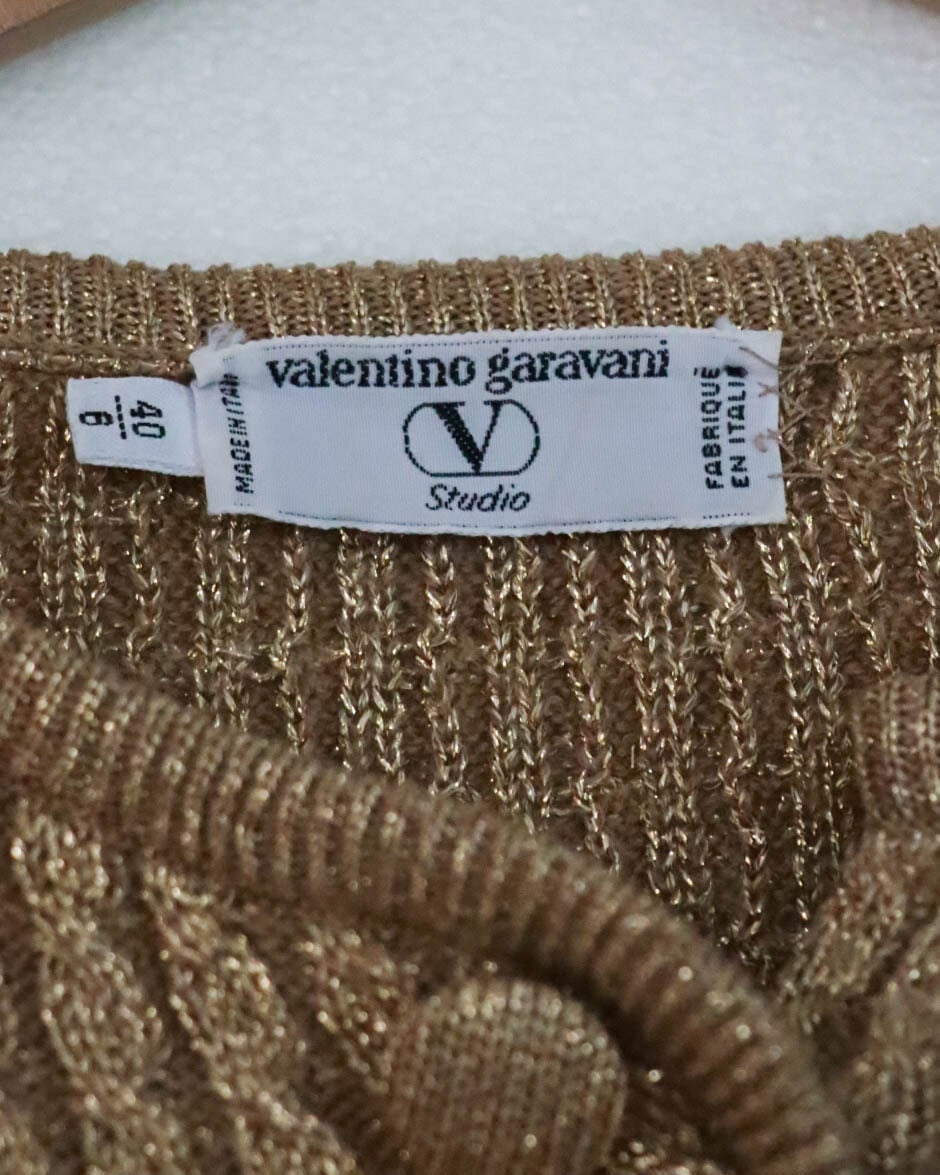 valentino garavani
V
Studio
MADE IN ITALY
FABRIQUÉ
EN ITALIE
40
6